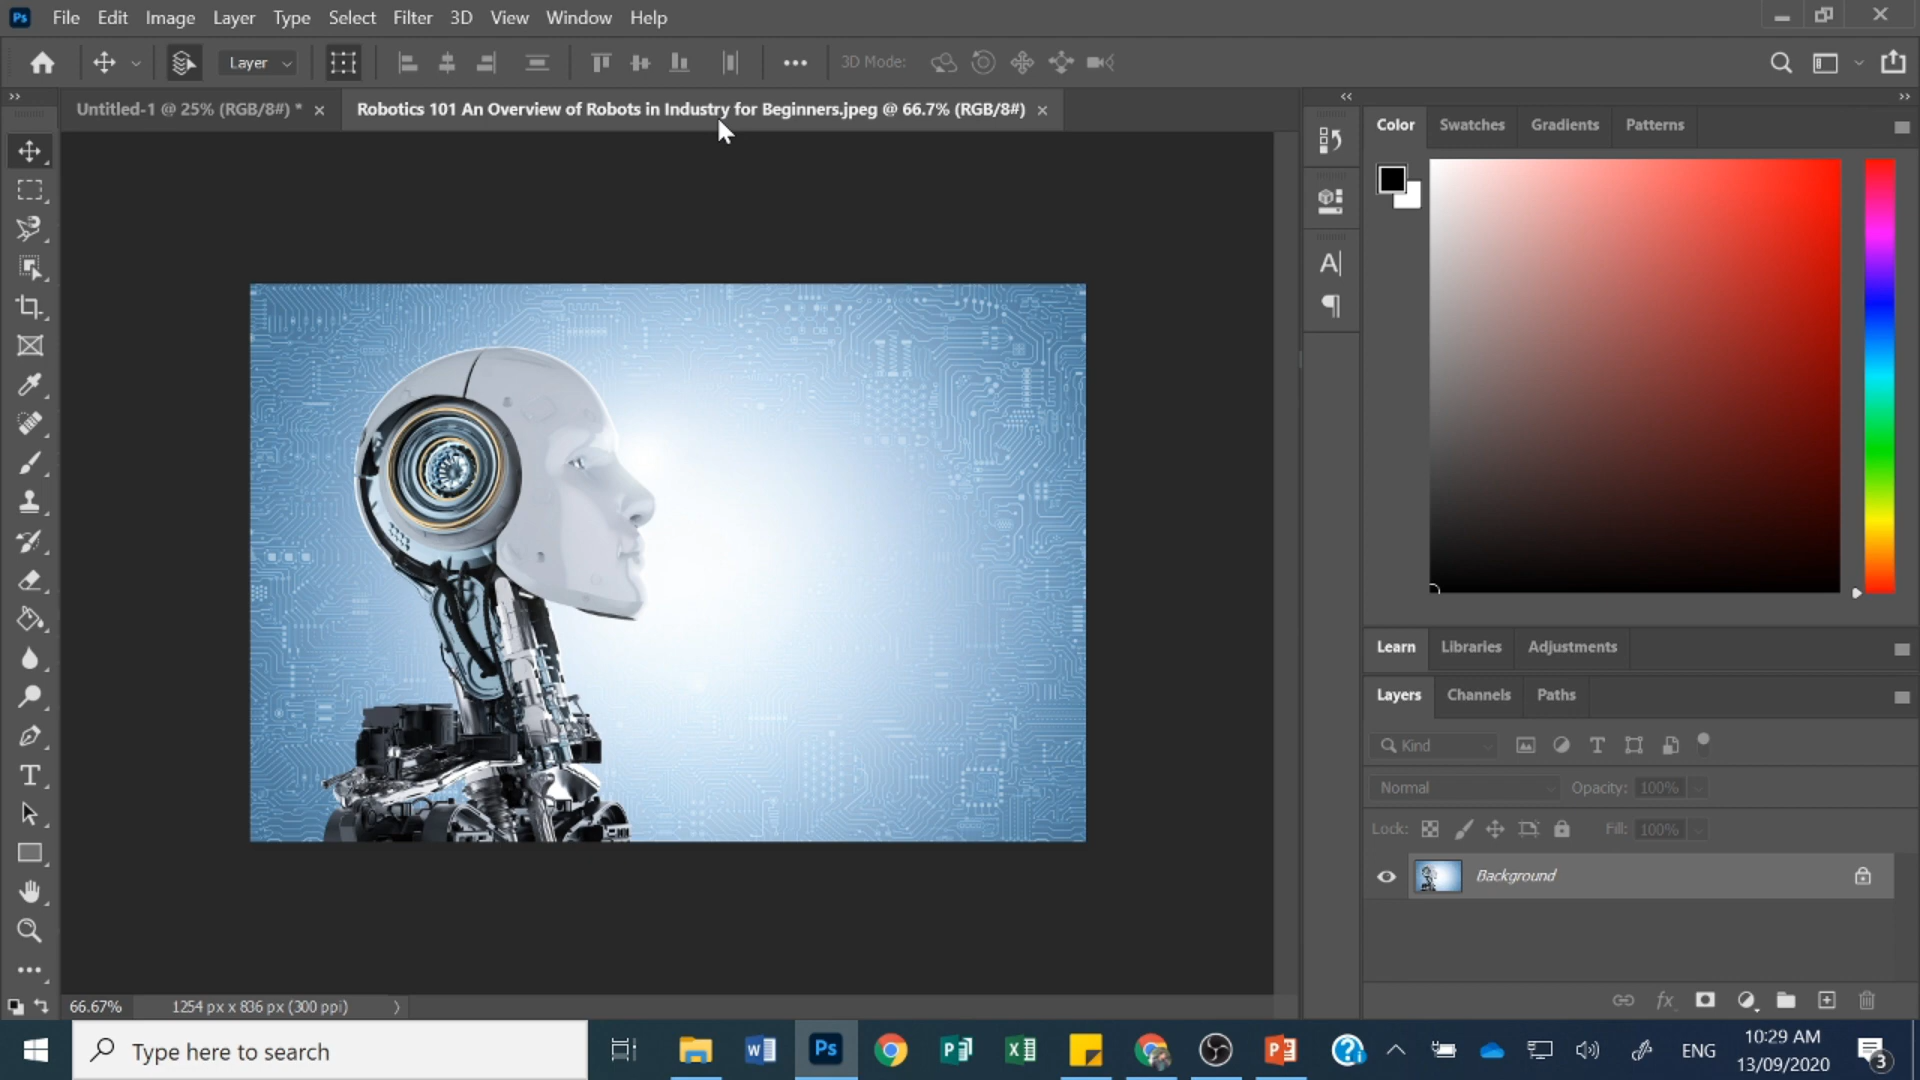 Ps File Edit Image Layer Type Select Filter 3D View Window Help
Layer 3D Mode:
Untitled-1 @ 25% (RGB/8#) *
Robotics 101 An Overview of Robots in Industry for Beginners.jpeg @ 66.7% (RGB/8#)
Color Swatches Gradients Patterns
Learn Libraries Adjustments
Layers Channels Paths
Kind
Normal Opacity: 100%
Lock: Fill: 100%
Background
66.67% 1254 px x 836 px (300 ppi)
Type here to search
ENG
10:29 AM
13/09/2020
3